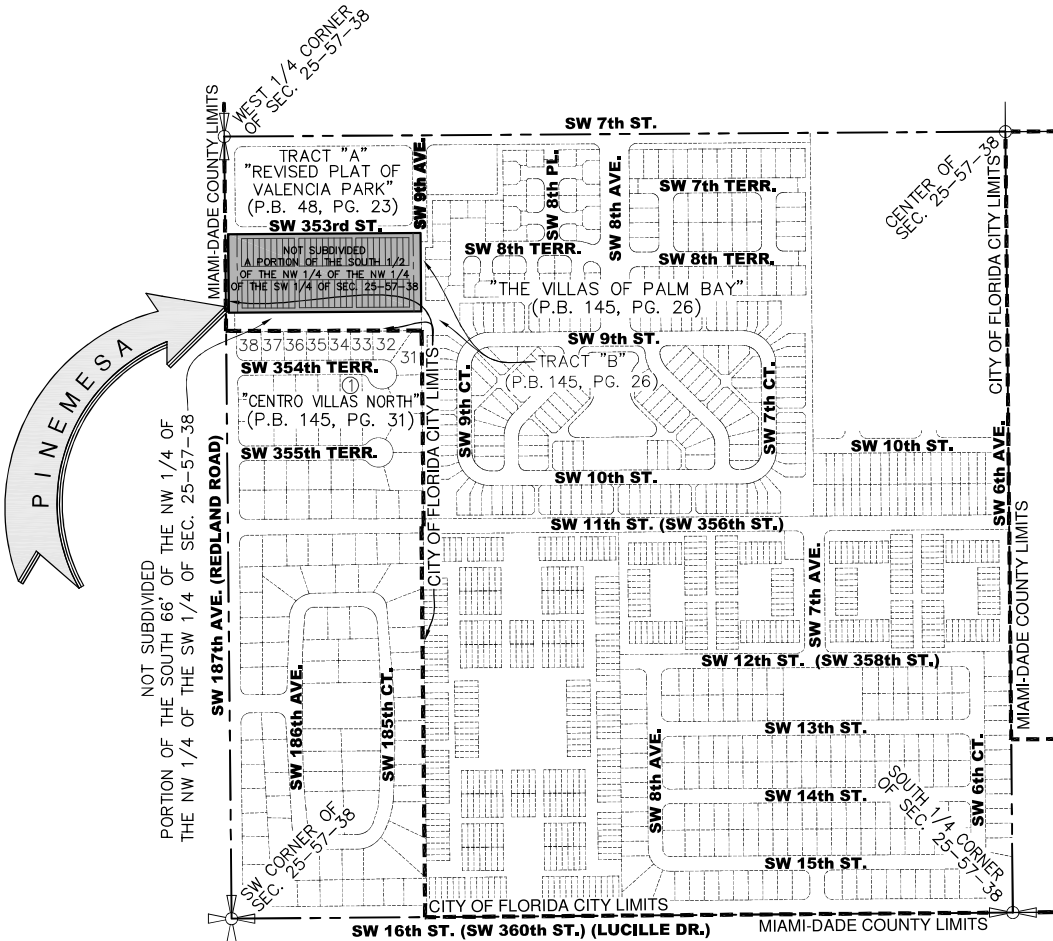 WEST 1/4 CORNER
OF SEC. 25-57-38
MIAMI-DADE COUNTY LIMITS
SW 7th ST.
TRACT "A"
"REVISED PLAT OF
VALENCIA PARK"
(P.B. 48, PG. 23)
SW 9th AVE.
SW 8th PL.
SW 8th AVE.
SW 7th TERR.
CENTER OF
SEC. 25-57-38
CITY OF FLORIDA CITY LIMITS
SW 353rd ST.
NOT SUBDIVIDED
A PORTION OF THE SOUTH 1/2
OF THE NW 1/4 OF THE NW 1/4
OF THE SW 1/4 OF SEC. 25-57-38
SW 8th TERR.
SW 8th TERR.
"THE VILLAS OF PALM BAY"
(P.B. 145, PG. 26)
PINEMESA
SW 9th ST.
TRACT "B"
(P.B. 145, PG. 26)
38 37 36 35 34 33 32
31
SW 354th TERR.
1
"CENTRO VILLAS NORTH"
(P.B. 145, PG. 31)
SW 355th TERR.
SW 9th CT.
SW 7th CT.
SW 10th ST.
SW 10th ST.
SW 6th AVE.
CITY OF FLORIDA CITY LIMITS
SW 11th ST. (SW 356th ST.)
NOT SUBDIVIDED
PORTION OF THE SOUTH 66' OF THE NW 1/4 OF
THE NW 1/4 OF THE SW 1/4 OF SEC. 25-57-38
SW 187th AVE. (REDLAND ROAD)
SW 7th AVE.
MIAMI-DADE COUNTY LIMITS
SW 12th ST. (SW 358th ST.)
SW 186th AVE.
SW 185th CT.
SW 8th AVE.
SW 13th ST.
SW 6th CT.
SW 14th ST.
SOUTH 1/4 CORNER
OF SEC. 25-57-38
SW 15th ST.
SW CORNER OF
SEC. 25-57-38
CITY OF FLORIDA CITY LIMITS
SW 16th ST. (SW 360th ST.) (LUCILLE DR.)
MIAMI-DADE COUNTY LIMITS